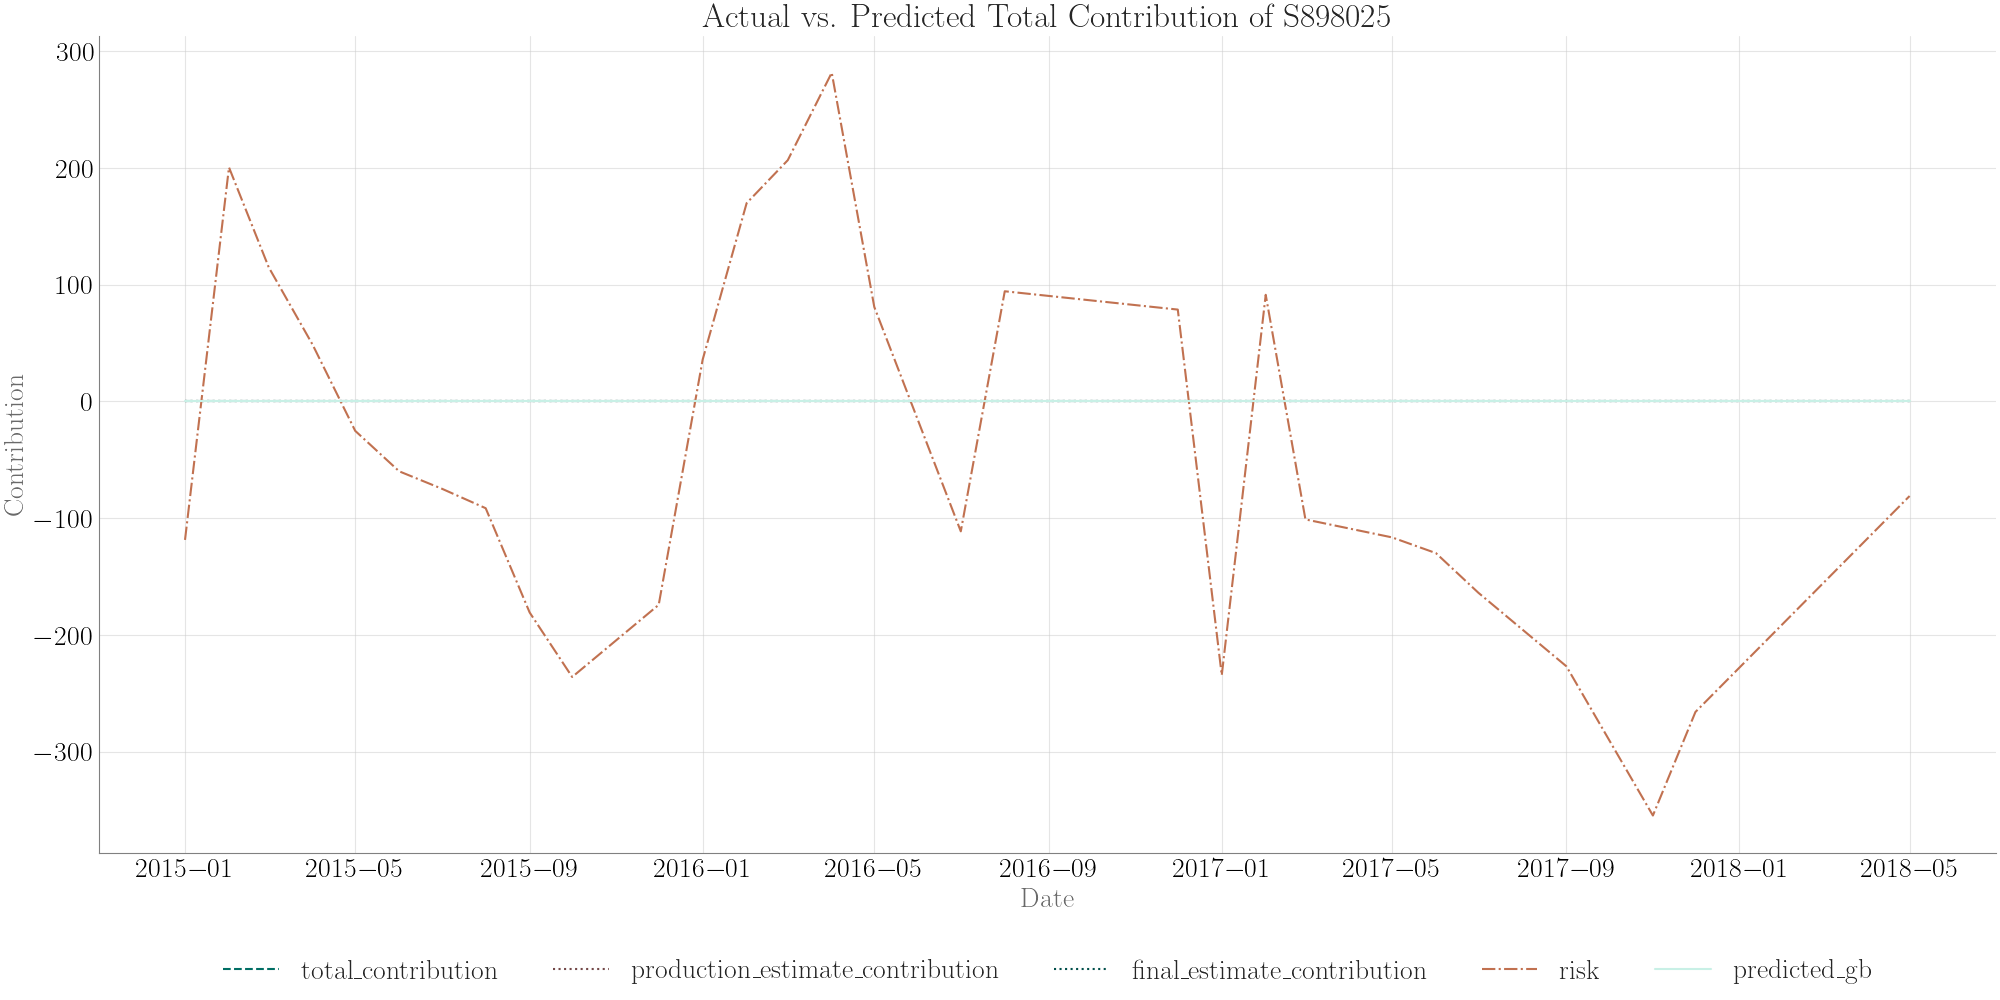 Actual vs. Predicted Total Contribution of S898025
300
200
100
0
−100
−200
−300
Contribution
2015−01 2015−05 2015−09 2016−01 2016−05 2016−09 2017−01 2017−05 2017−09 2018−01 2018−05
Date
total_contribution production_estimate_contribution final_estimate_contribution risk predicted_gb